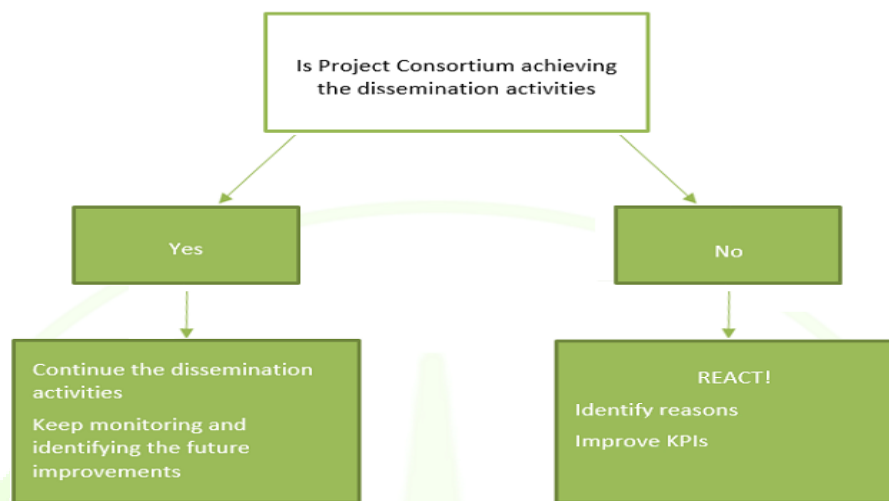 Is Project Consortium achieving
the dissemination activities
Yes
No
Continue the dissemination
activities
Keep monitoring and
identifying the future
improvements
REACT!
Identify reasons
Improve KPIs